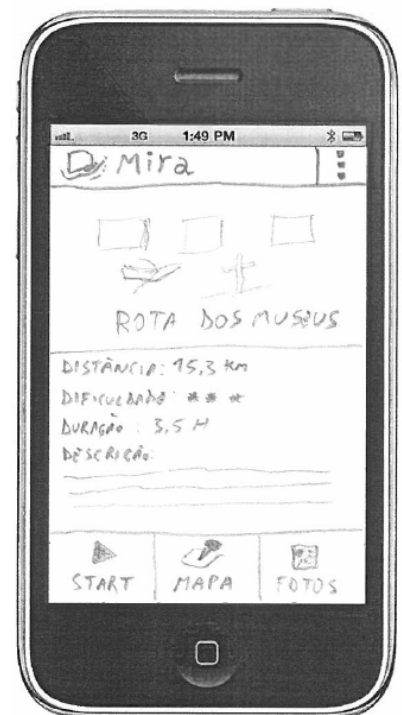 3G 1:49 PM
Mira
ROTA DOS MUSEUS
DISTÂNCIA: 15,3 KM
DIFICULDADE: * * *
DURAÇÃO: 3,5 H
DESCRIÇÃO:
START MAPA FOTOS